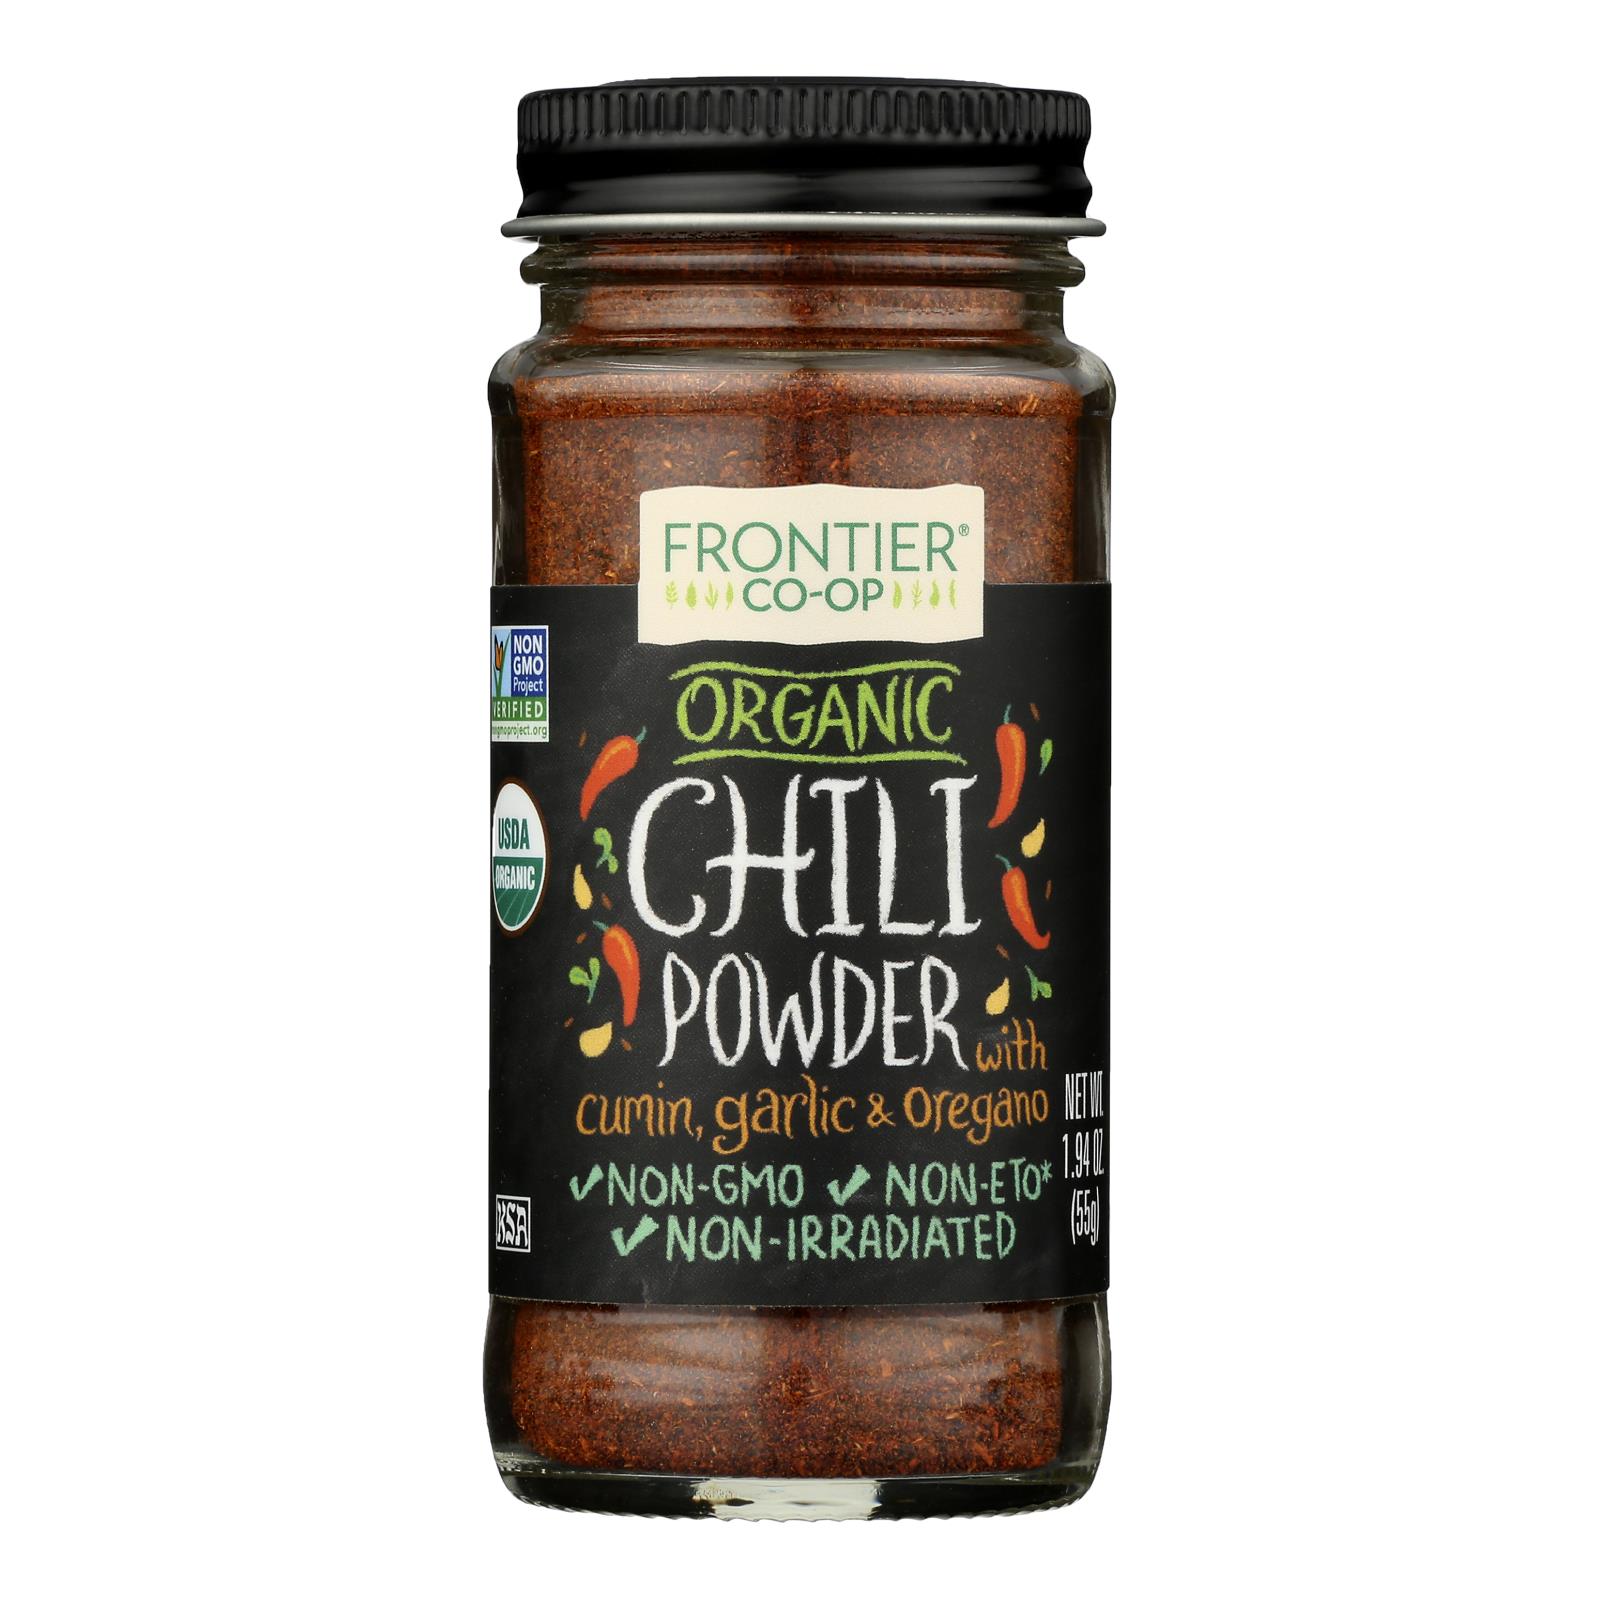 FRONTIER®
CO-OP
NON
GMO
Project
VERIFIED
nongmoproject.org
ORGANIC
CHILI
USDA
ORGANIC
POWDER
with
cumin, garlic & oregano
NET WT.
1.94 OZ.
(55g)
✓NON-GMO ✓ NON-ETO*
✓NON-IRRADIATED
KSA